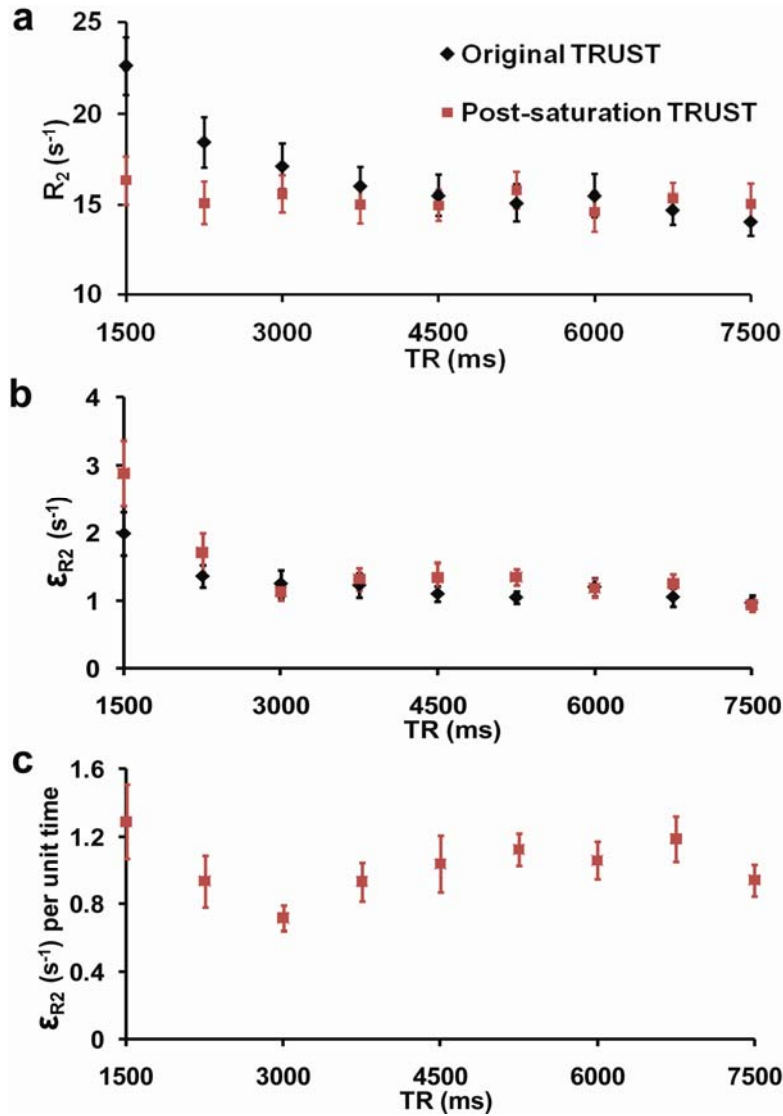 a
25
20
15
10
R₂ (s⁻¹)
Original TRUST
Post-saturation TRUST
1500 3000 4500 6000 7500
TR (ms)
b
4
3
2
1
0
ε_R2 (s⁻¹)
1500 3000 4500 6000 7500
TR (ms)
c
1.6
1.2
0.8
0.4
0
ε_R2 (s⁻¹) per unit time
1500 3000 4500 6000 7500
TR (ms)